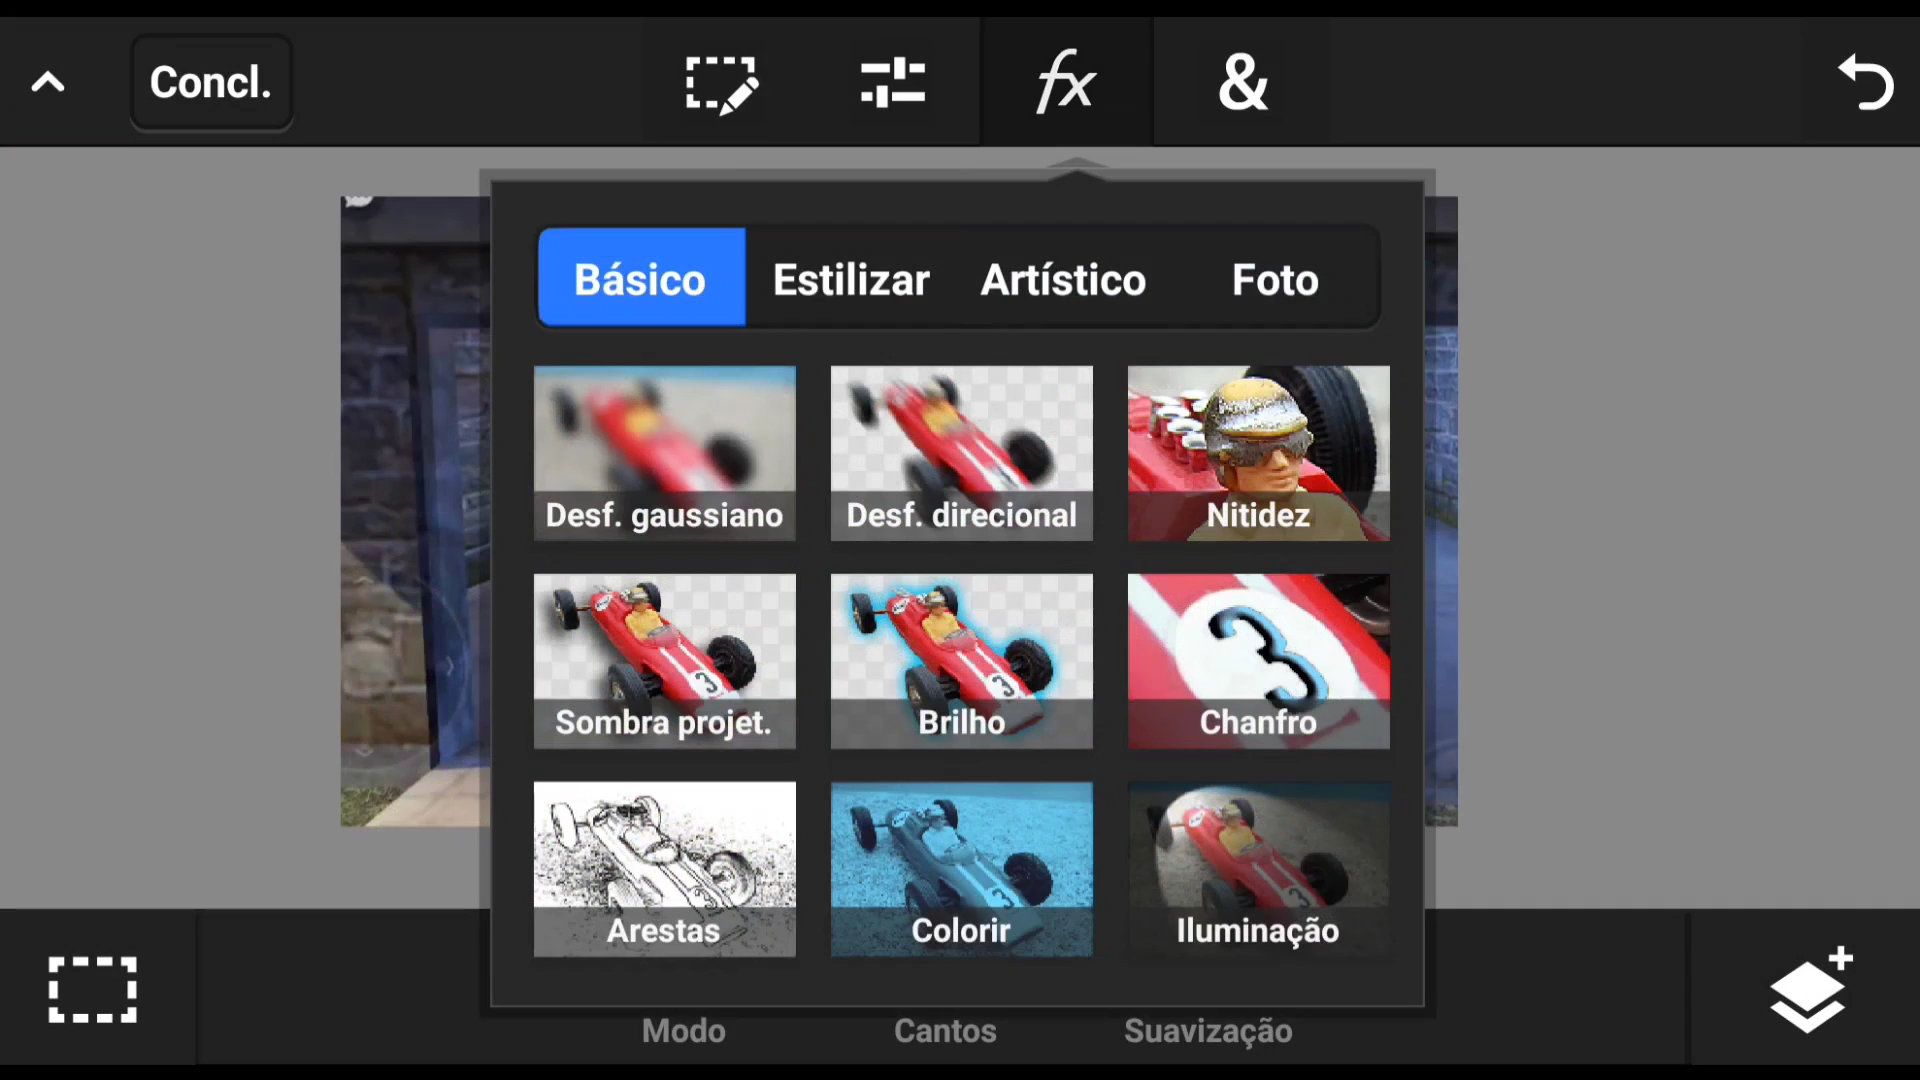 Concl.
fx
&
Básico Estilizar Artístico Foto
Desf. gaussiano Desf. direcional Nitidez
Sombra projet. Brilho Chanfro
Arestas Colorir Iluminação
Modo Cantos Suavização